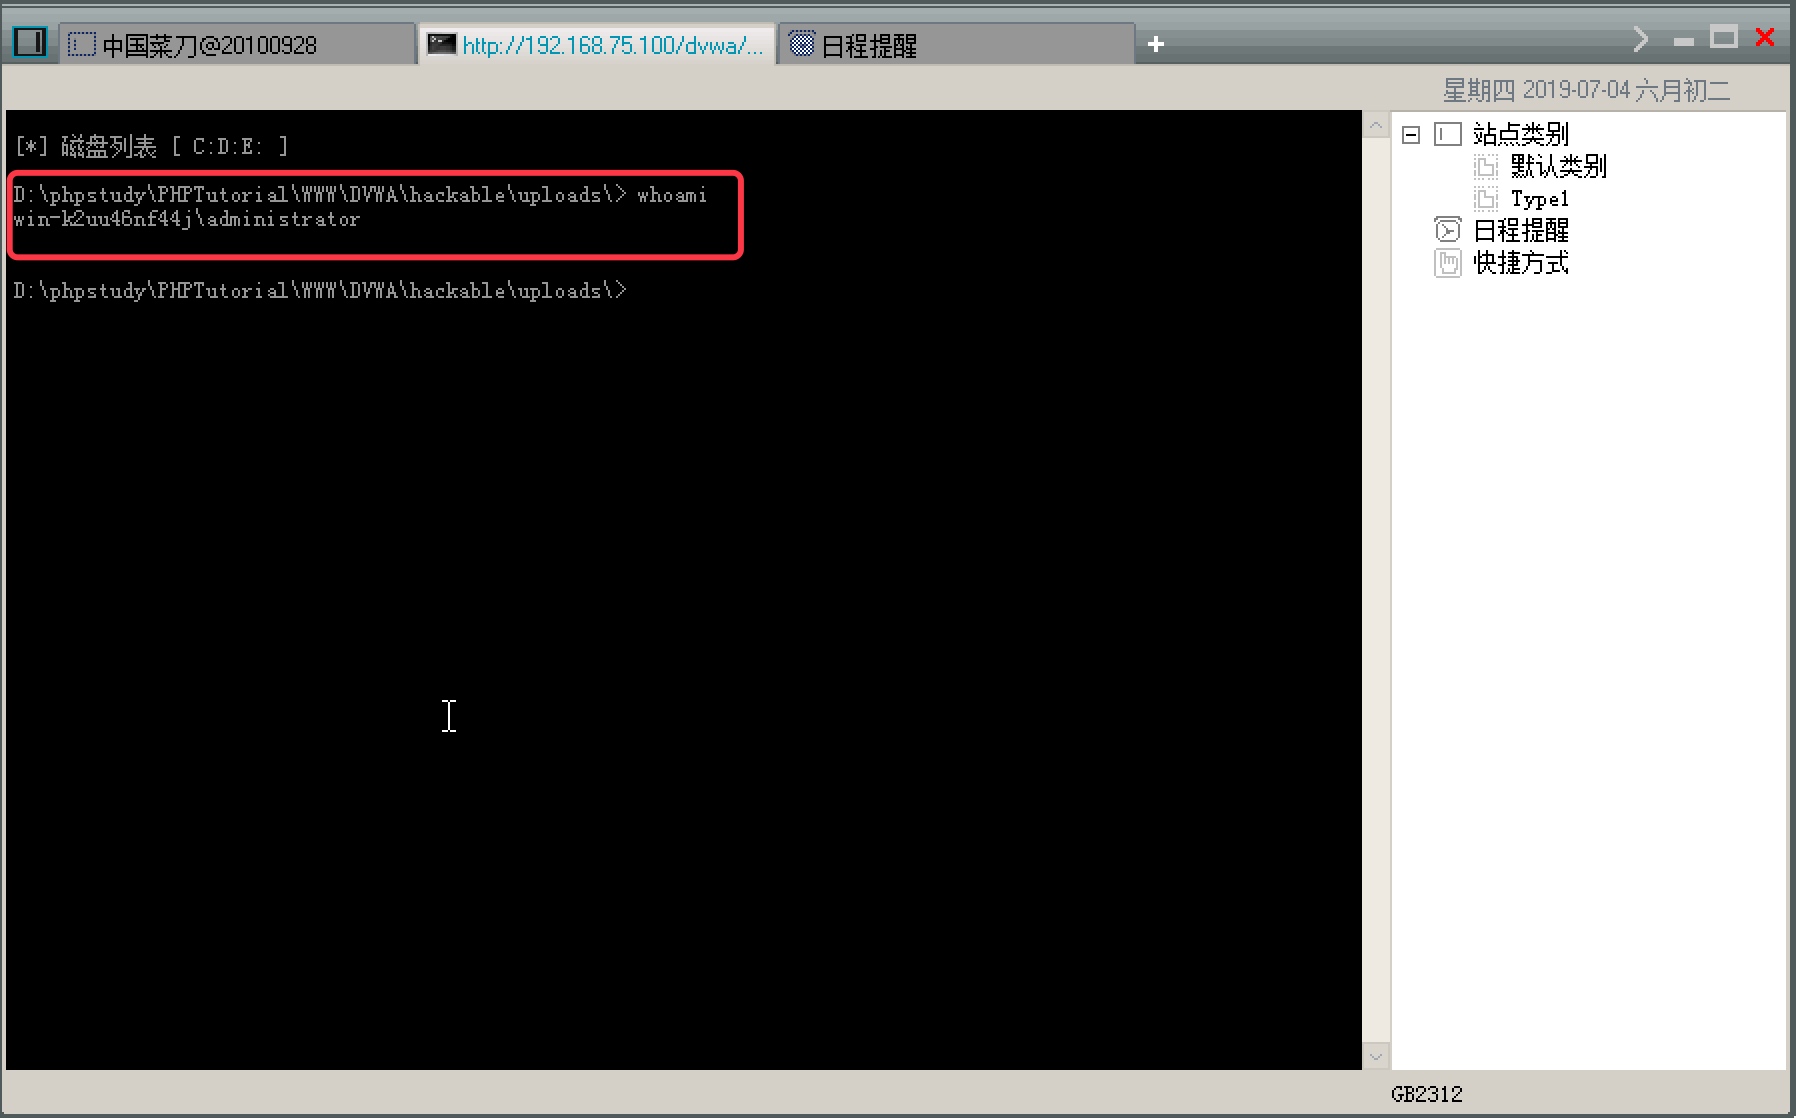 中国菜刀@20100928
http://192.168.75.100/dvwa/...
日程提醒
星期四 2019-07-04 六月初二
[*] 磁盘列表 [ C:D:E: ]
D:\phpstudy\PHPTutorial\WWW\DVWA\hackable\uploads\> whoami
win-k2uu46nf44j\administrator
D:\phpstudy\PHPTutorial\WWW\DVWA\hackable\uploads\>
站点类别
默认类别
Type1
日程提醒
快捷方式
GB2312